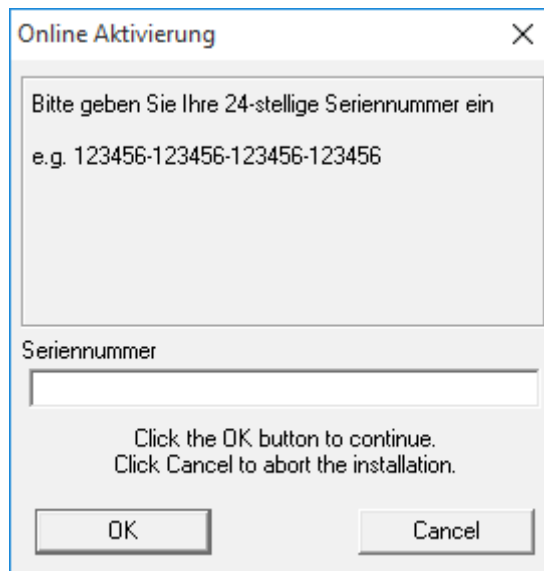 Online Aktivierung
Bitte geben Sie Ihre 24-stellige Seriennummer ein
e.g. 123456-123456-123456-123456
Seriennummer
Click the OK button to continue.
Click Cancel to abort the installation.
OK
Cancel